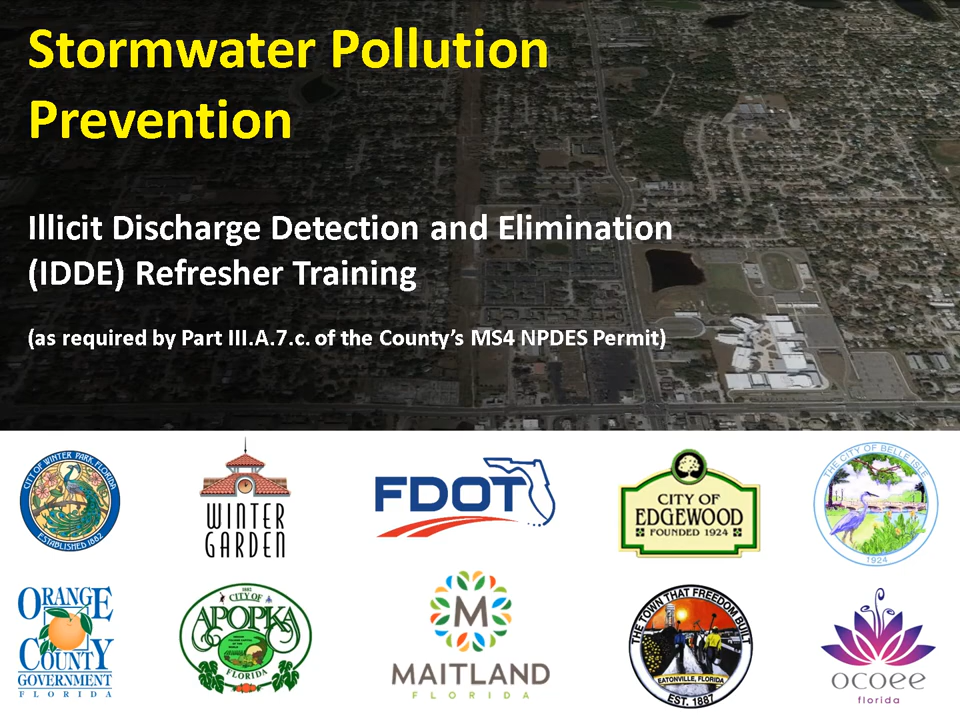 Stormwater Pollution
Prevention
Illicit Discharge Detection and Elimination
(IDDE) Refresher Training
(as required by Part III.A.7.c. of the County's MS4 NPDES Permit)
CITY OF WINTER PARK, FLORIDA
ESTABLISHED 1882
WINTER
GARDEN
FDOT
CITY OF
EDGEWOOD
FOUNDED 1924
THE CITY OF BELLE ISLE
1924
ORANGE
COUNTY
GOVERNMENT
FLORIDA
1882
CITY OF
APOPKA
FLORIDA
M
MAITLAND
FLORIDA
THE TOWN THAT FREEDOM BUILT
EATONVILLE, FLORIDA
EST. 1887
ocoee
florida